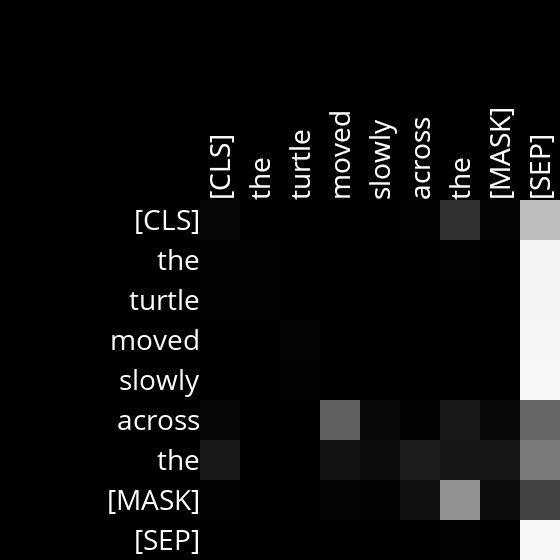 [CLS] the turtle moved slowly across the [MASK] [SEP]
[CLS]
the
turtle
moved
slowly
across
the
[MASK]
[SEP]